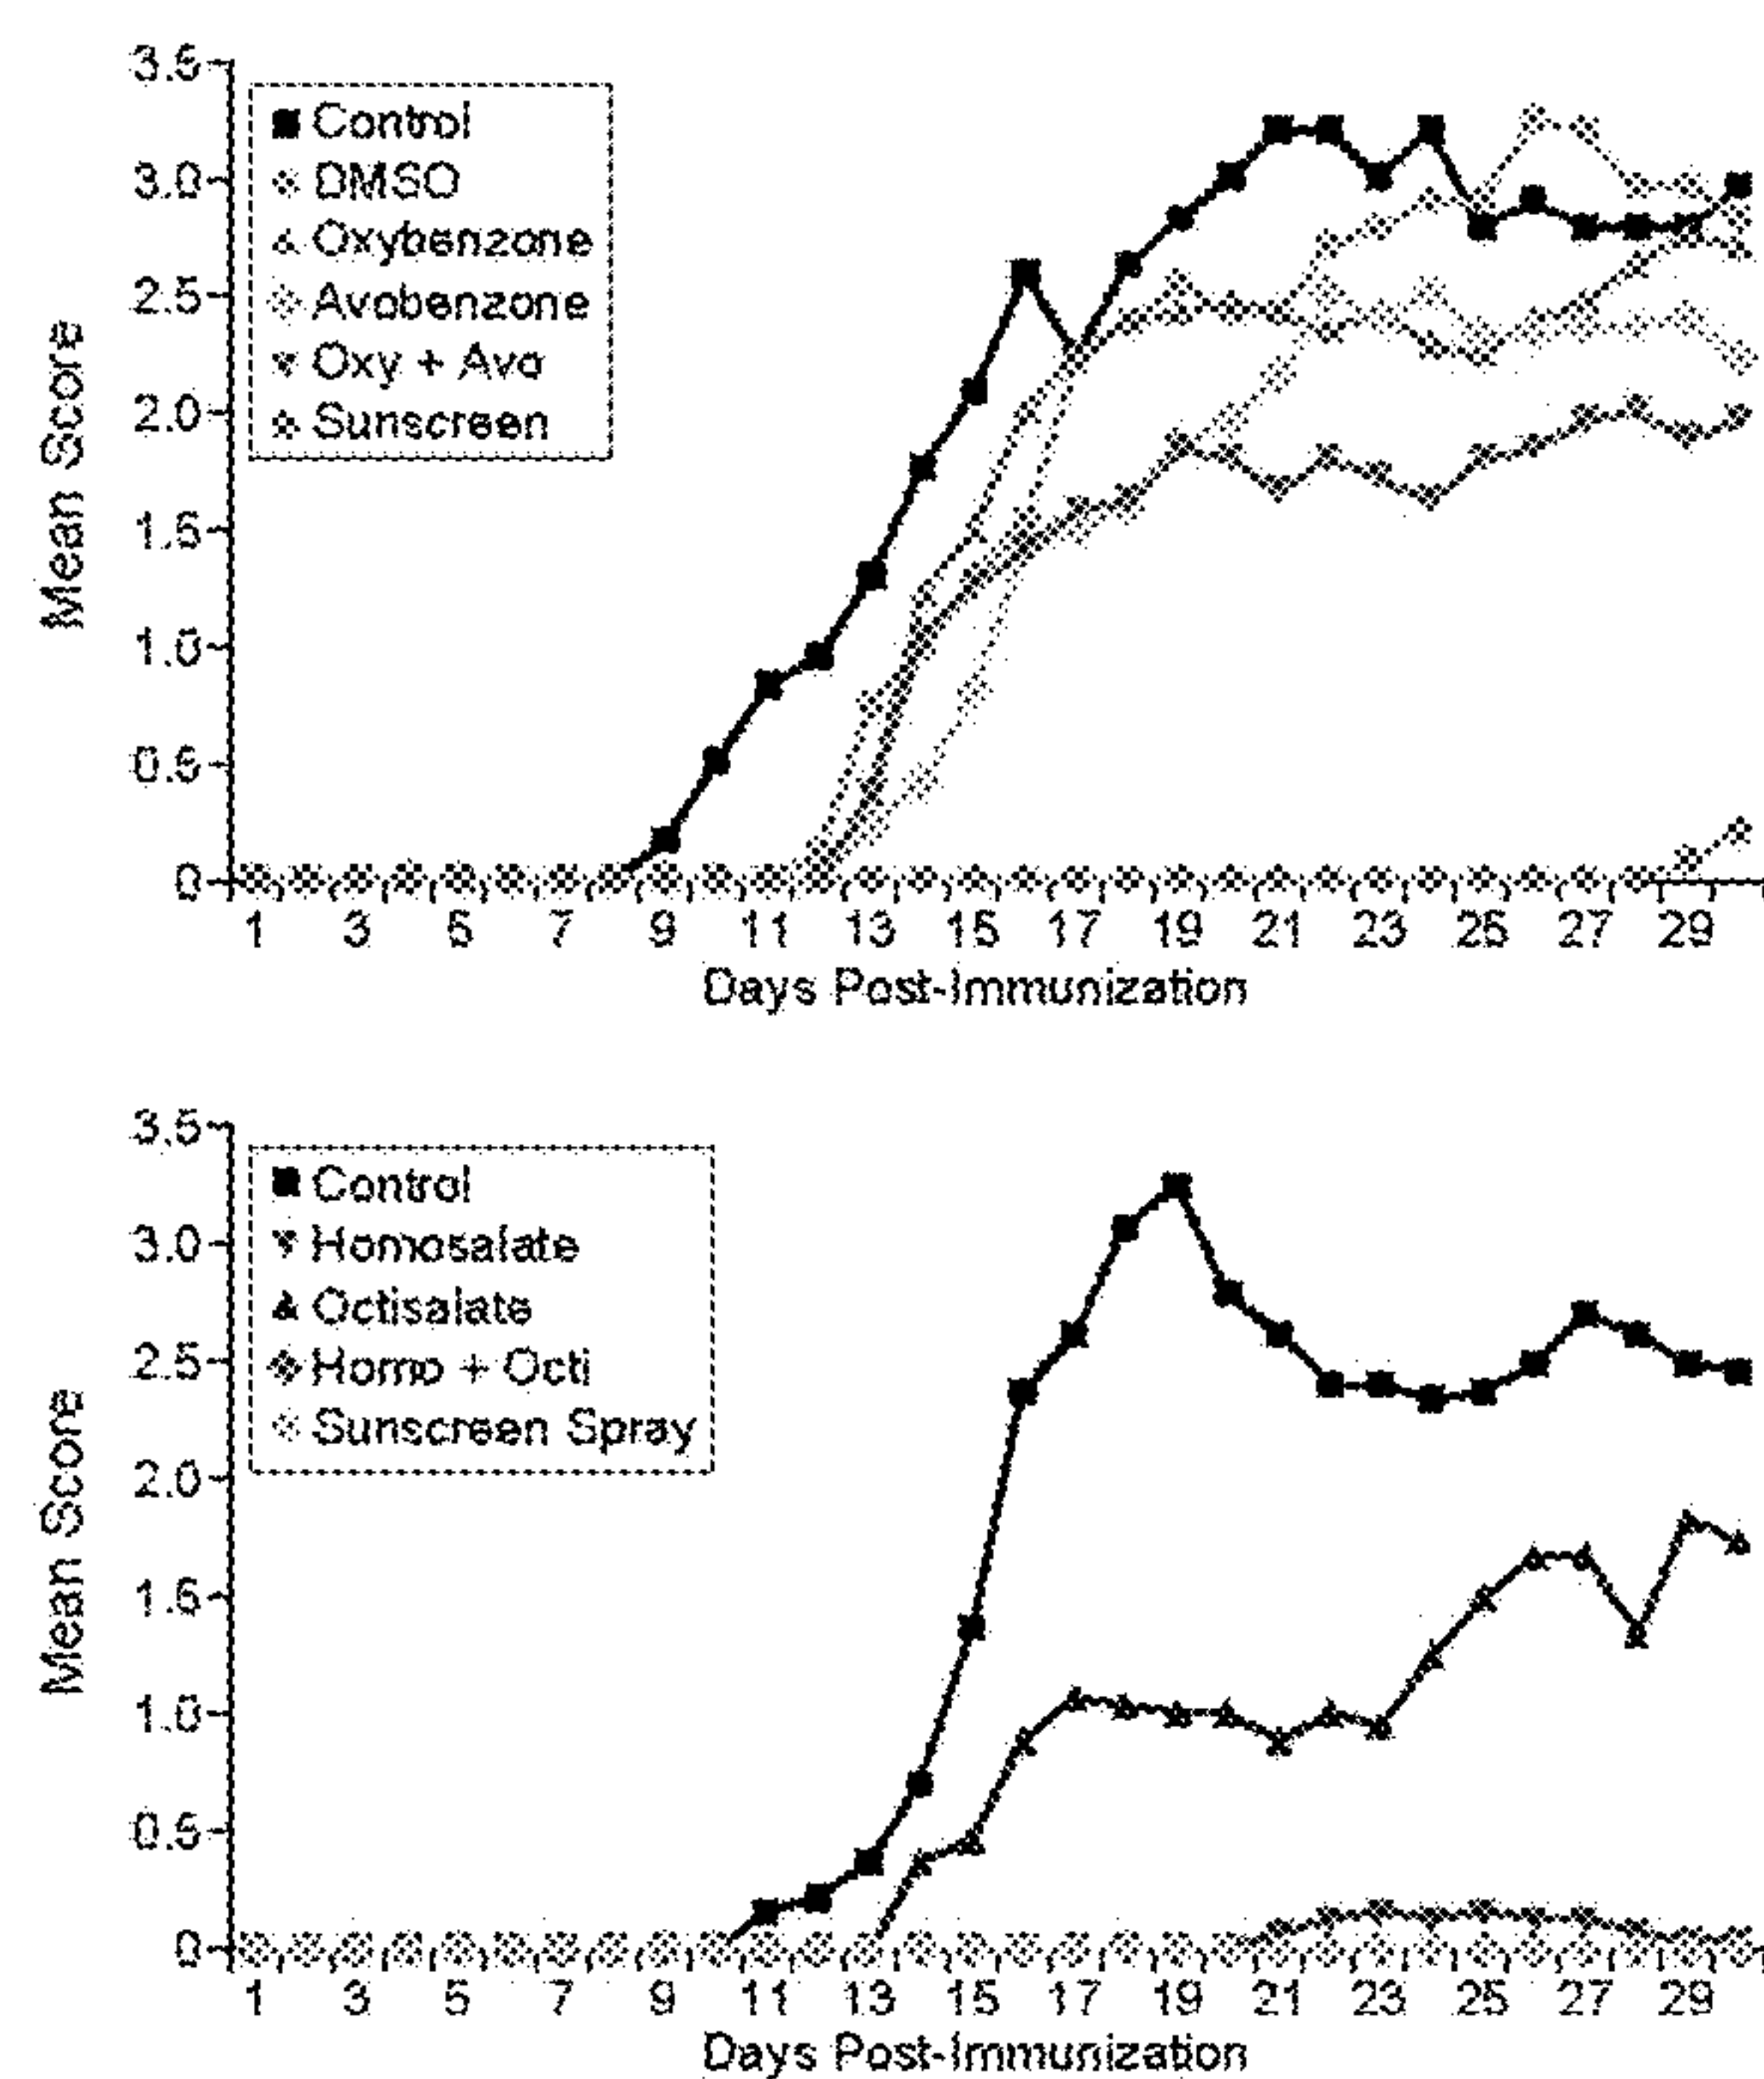 3.5
3.0
2.5
2.0
1.5
1.0
0.5
0
Mean Score
Control
DMSO
Oxybenzone
Avobenzone
Oxy + Avo
Sunscreen
1 3 5 7 9 11 13 15 17 19 21 23 25 27 29
Days Post-Immunization
3.5
3.0
2.5
2.0
1.5
1.0
0.5
0
Mean Score
Control
Homosalate
Octisalate
Homo + Octi
Sunscreen Spray
1 3 5 7 9 11 13 15 17 19 21 23 25 27 29
Days Post-Immunization